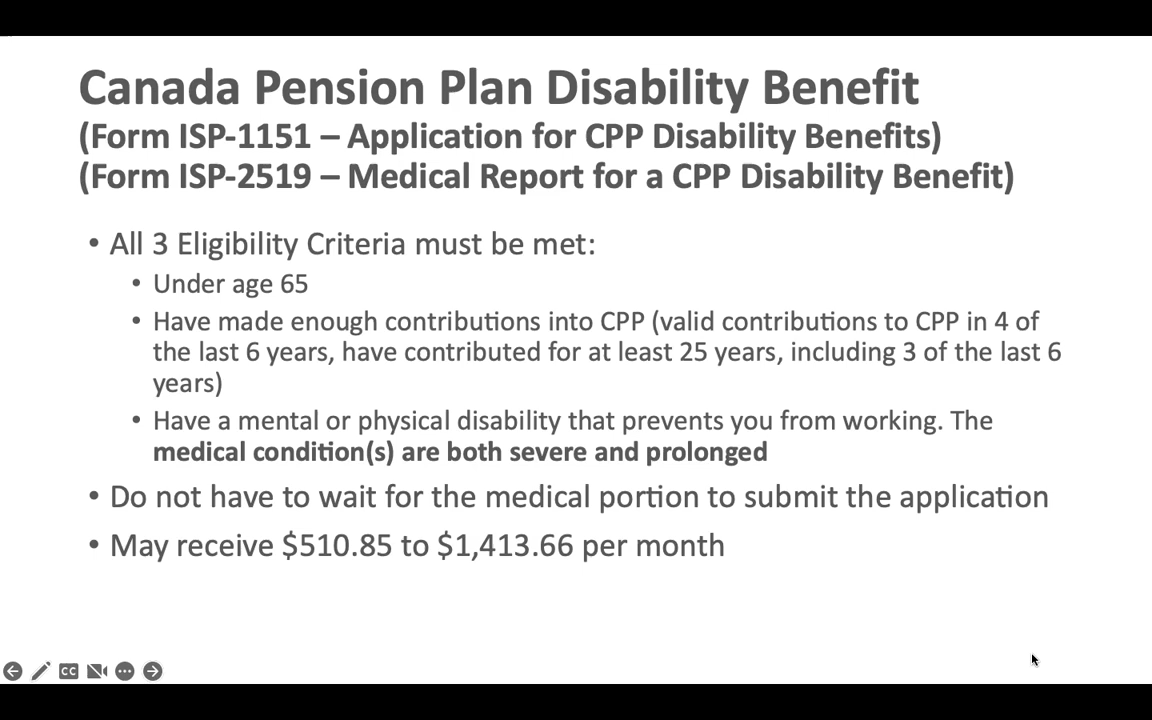 Canada Pension Plan Disability Benefit
(Form ISP-1151 – Application for CPP Disability Benefits)
(Form ISP-2519 – Medical Report for a CPP Disability Benefit)
• All 3 Eligibility Criteria must be met:
• Under age 65
• Have made enough contributions into CPP (valid contributions to CPP in 4 of
the last 6 years, have contributed for at least 25 years, including 3 of the last 6
years)
• Have a mental or physical disability that prevents you from working. The
medical condition(s) are both severe and prolonged
• Do not have to wait for the medical portion to submit the application
• May receive $510.85 to $1,413.66 per month
CC